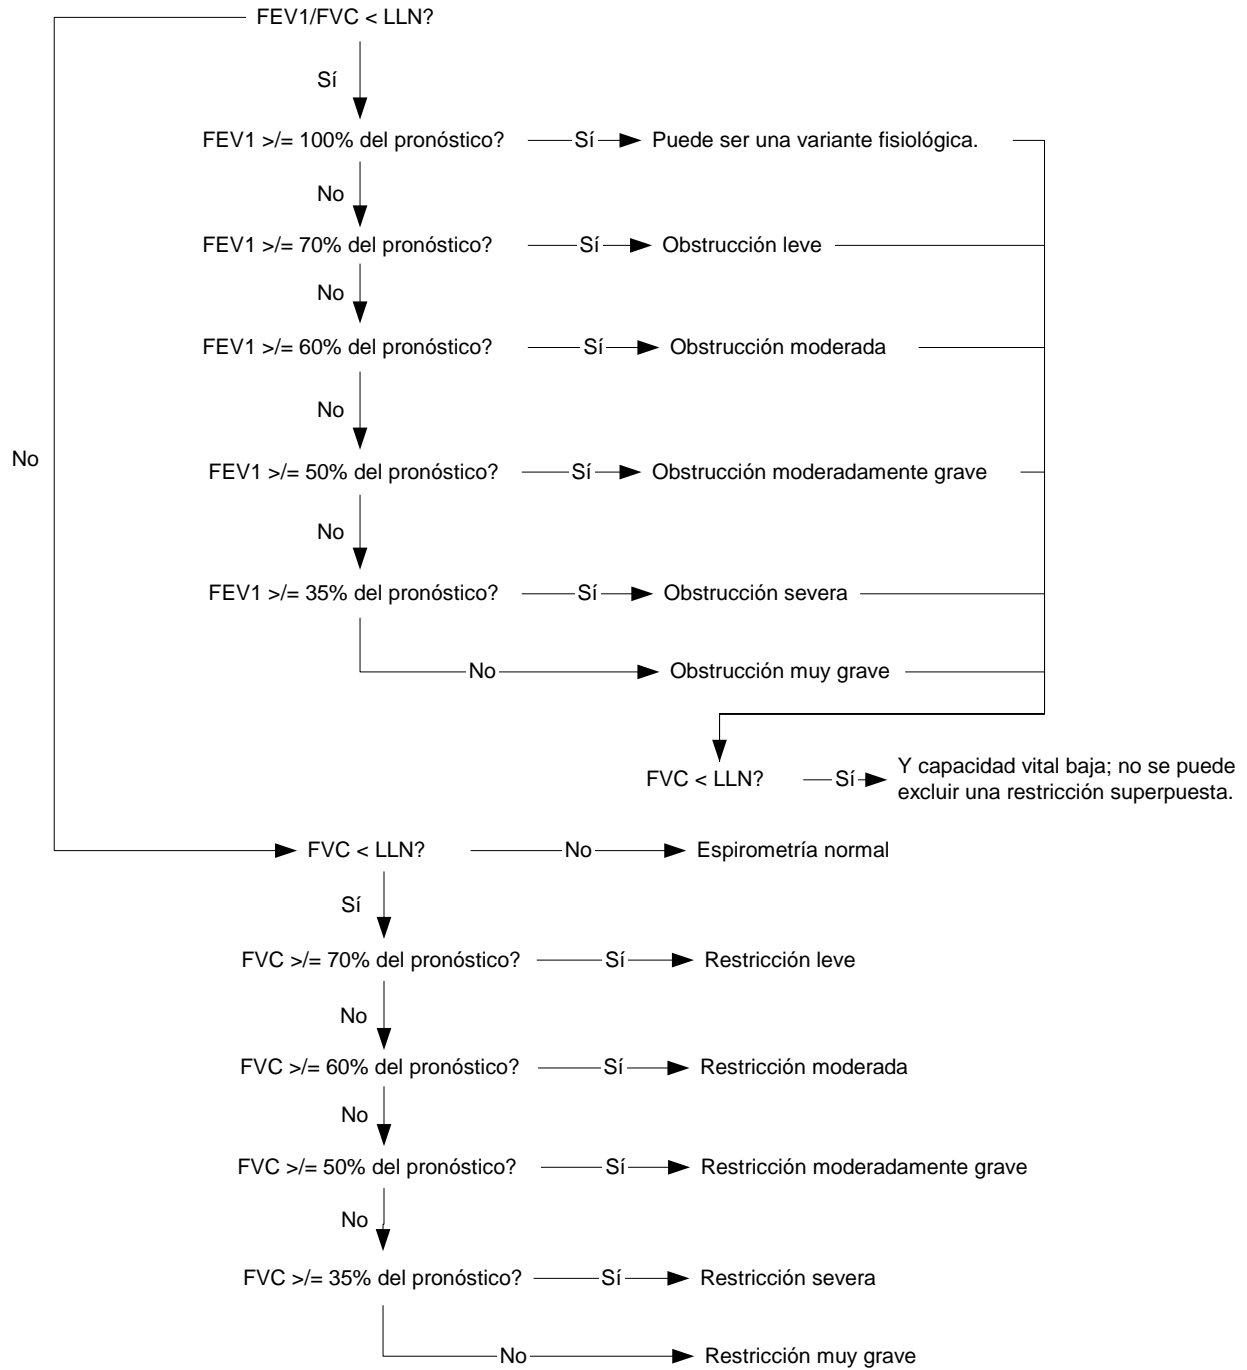 FEV1/FVC < LLN?
Sí
FEV1 >/= 100% del pronóstico?
Sí
Puede ser una variante fisiológica.
No
FEV1 >/= 70% del pronóstico?
Sí
Obstrucción leve
No
FEV1 >/= 60% del pronóstico?
Sí
Obstrucción moderada
No
No
FEV1 >/= 50% del pronóstico?
Sí
Obstrucción moderadamente grave
No
FEV1 >/= 35% del pronóstico?
Sí
Obstrucción severa
No
Obstrucción muy grave
FVC < LLN?
Sí
Y capacidad vital baja; no se puede
excluir una restricción superpuesta.
FVC < LLN?
No
Espirometría normal
Sí
FVC >/= 70% del pronóstico?
Sí
Restricción leve
No
FVC >/= 60% del pronóstico?
Sí
Restricción moderada
No
FVC >/= 50% del pronóstico?
Sí
Restricción moderadamente grave
No
FVC >/= 35% del pronóstico?
Sí
Restricción severa
No
Restricción muy grave